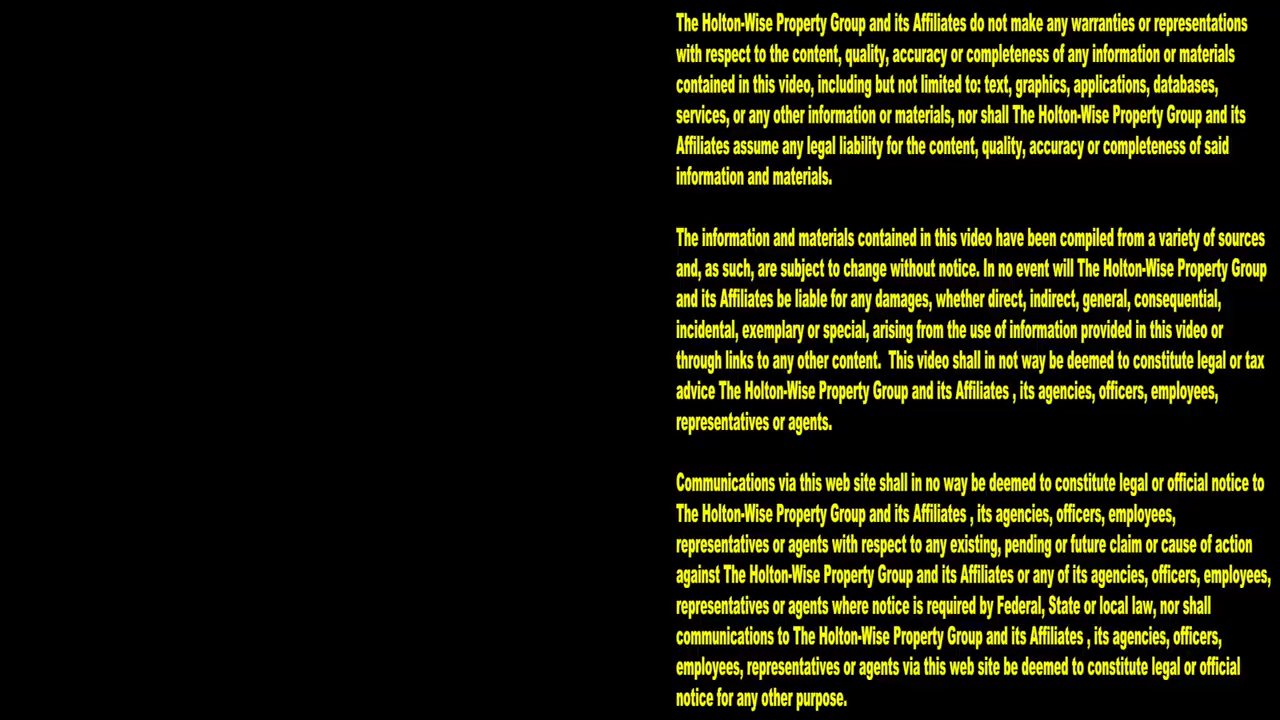 The Holton-Wise Property Group and its Affiliates do not make any warranties or representations
with respect to the content, quality, accuracy or completeness of any information or materials
contained in this video, including but not limited to: text, graphics, applications, databases,
services, or any other information or materials, nor shall The Holton-Wise Property Group and its
Affiliates assume any legal liability for the content, quality, accuracy or completeness of said
information and materials.
The information and materials contained in this video have been compiled from a variety of sources
and, as such, are subject to change without notice. In no event will The Holton-Wise Property Group
and its Affiliates be liable for any damages, whether direct, indirect, general, consequential,
incidental, exemplary or special, arising from the use of information provided in this video or
through links to any other content.  This video shall in not way be deemed to constitute legal or tax
advice The Holton-Wise Property Group and its Affiliates , its agencies, officers, employees,
representatives or agents.
Communications via this web site shall in no way be deemed to constitute legal or official notice to
The Holton-Wise Property Group and its Affiliates , its agencies, officers, employees,
representatives or agents with respect to any existing, pending or future claim or cause of action
against The Holton-Wise Property Group and its Affiliates or any of its agencies, officers, employees,
representatives or agents where notice is required by Federal, State or local law, nor shall
communications to The Holton-Wise Property Group and its Affiliates , its agencies, officers,
employees, representatives or agents via this web site be deemed to constitute legal or official
notice for any other purpose.